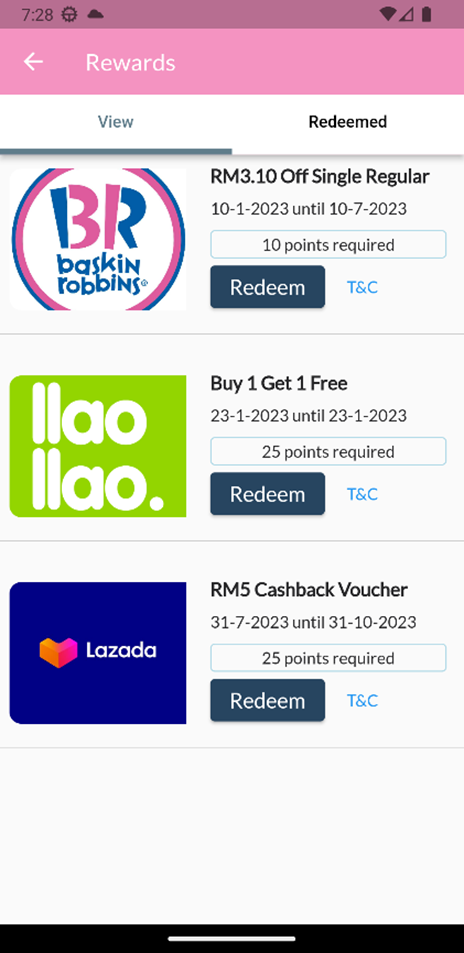 7:28
Rewards
View
Redeemed
BR
baskin
robbins®
RM3.10 Off Single Regular
10-1-2023 until 10-7-2023
10 points required
Redeem
T&C
llao
llao.
Buy 1 Get 1 Free
23-1-2023 until 23-1-2023
25 points required
Redeem
T&C
Lazada
RM5 Cashback Voucher
31-7-2023 until 31-10-2023
25 points required
Redeem
T&C